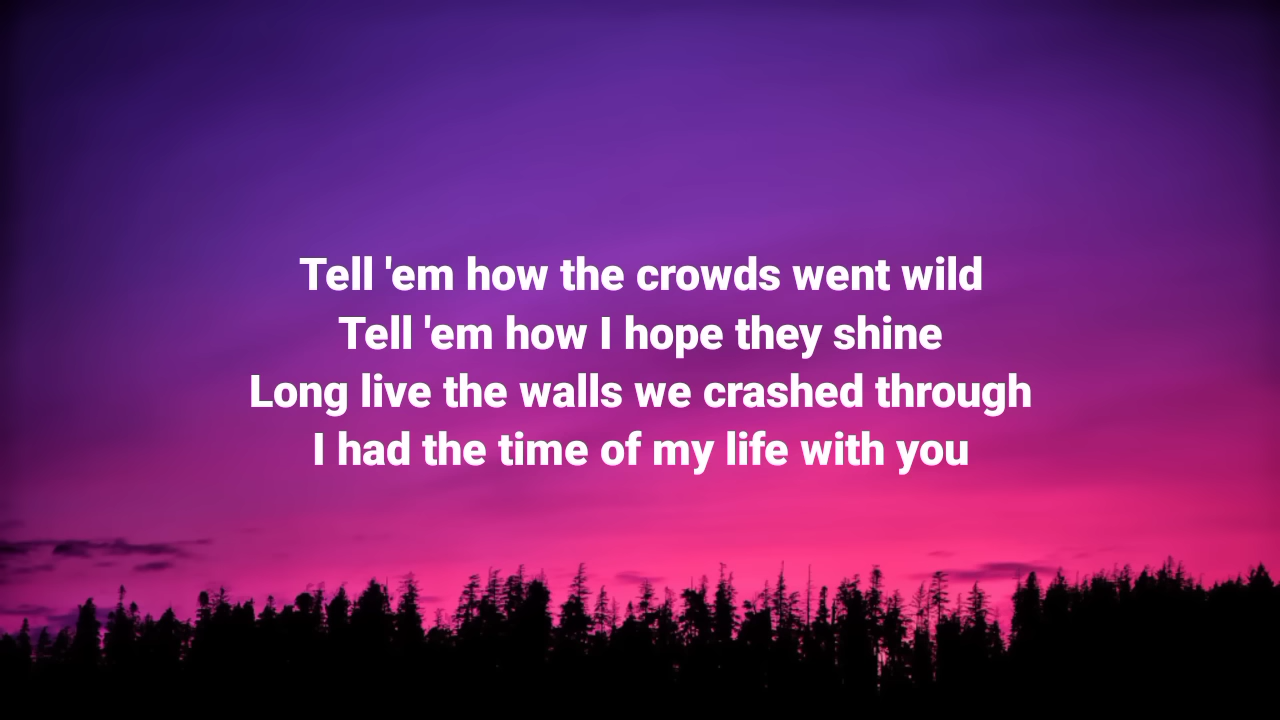 Tell 'em how the crowds went wild
Tell 'em how I hope they shine
Long live the walls we crashed through
I had the time of my life with you